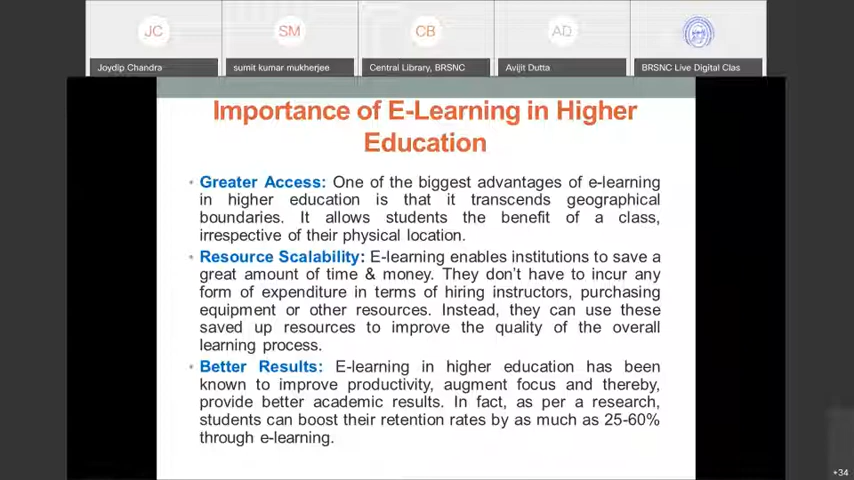 JC
SM
CB
AD
Joydip Chandra
sumit kumar mukherjee
Central Library, BRSNC
Avijit Dutta
BRSNC Live Digital Clas
Importance of E-Learning in Higher
Education
• Greater Access: One of the biggest advantages of e-learning
in higher education is that it transcends geographical
boundaries. It allows students the benefit of a class,
irrespective of their physical location.
• Resource Scalability: E-learning enables institutions to save a
great amount of time & money. They don't have to incur any
form of expenditure in terms of hiring instructors, purchasing
equipment or other resources. Instead, they can use these
saved up resources to improve the quality of the overall
learning process.
• Better Results: E-learning in higher education has been
known to improve productivity, augment focus and thereby,
provide better academic results. In fact, as per a research,
students can boost their retention rates by as much as 25-60%
through e-learning.
+34